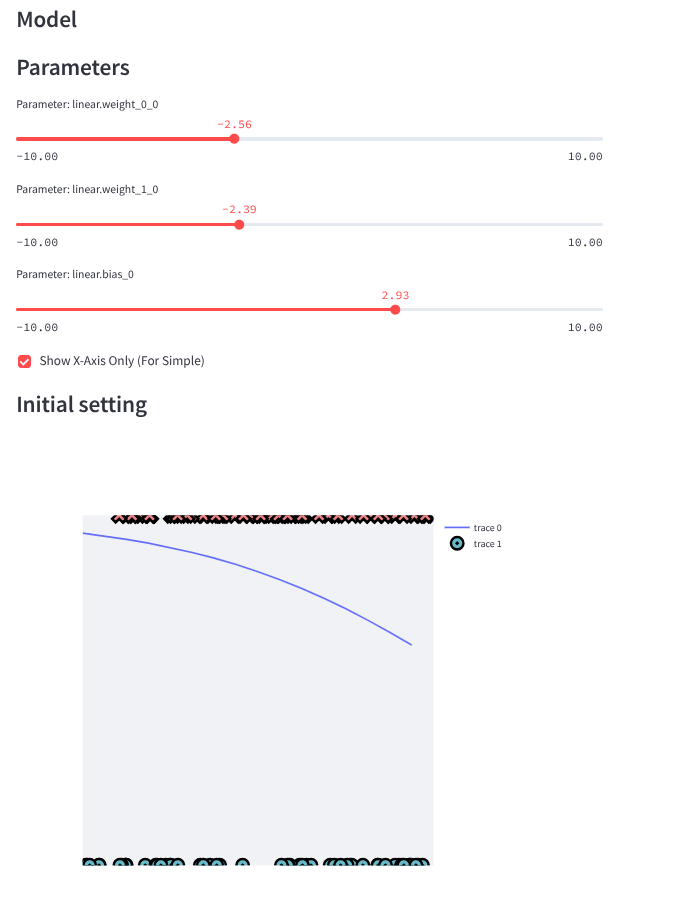 Model
Parameters
Parameter: linear.weight_0_0
-2.56
-10.00 10.00
Parameter: linear.weight_1_0
-2.39
-10.00 10.00
Parameter: linear.bias_0
2.93
-10.00 10.00
Show X-Axis Only (For Simple)
Initial setting
trace 0
trace 1